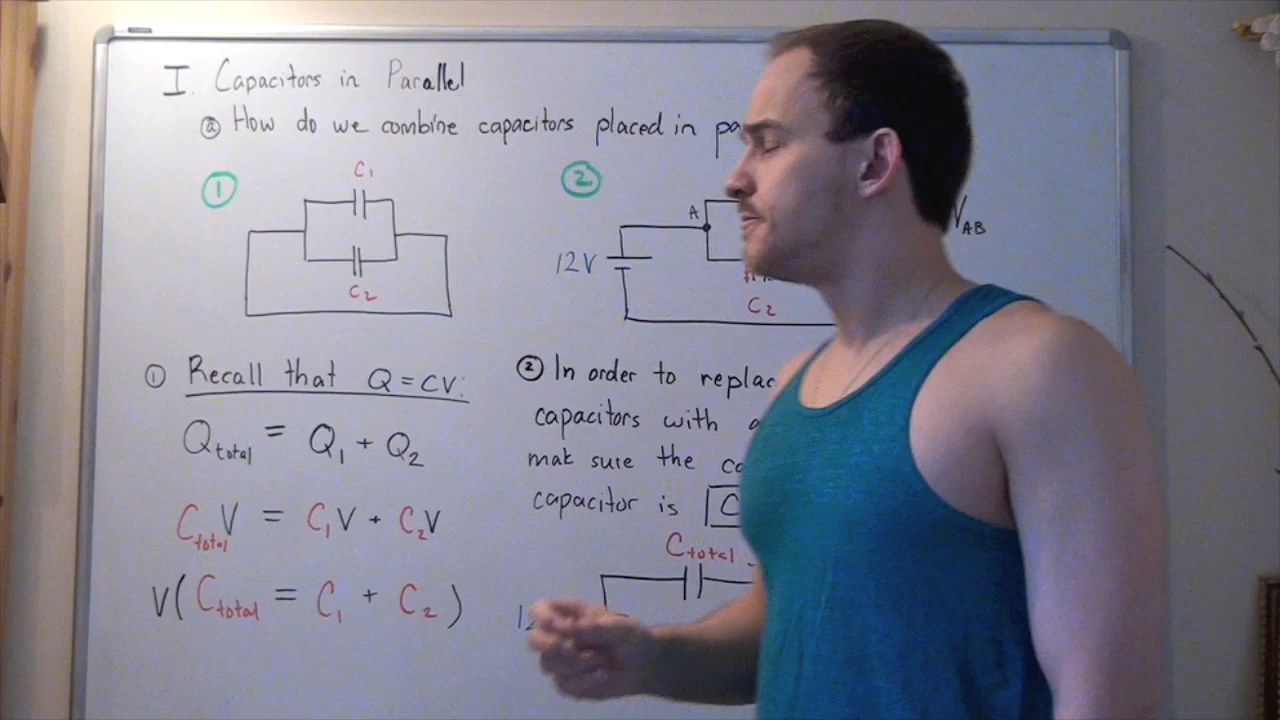 I. Capacitors in Parallel
ⓐ How do we combine capacitors placed in
①
C1
C2
②
A
12V
C2
VAB
① Recall that Q = CV:
Qtotal = Q1 + Q2
CtotalV = C1V + C2V
V(Ctotal = C1 + C2)
② In order to
capacitors with
mak sure the
capacitor is
Ctotal